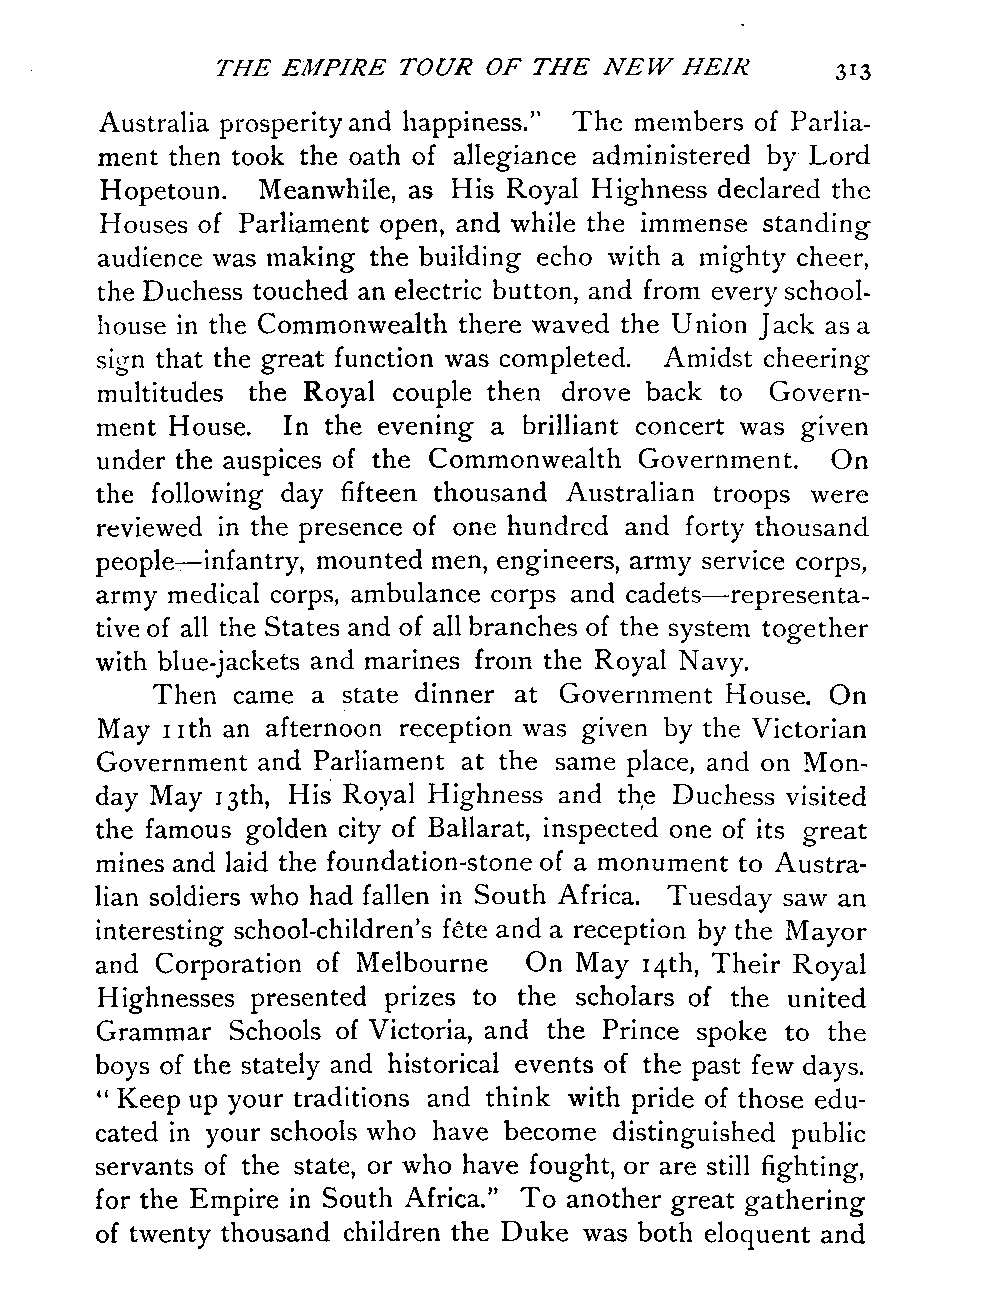 THE EMPIRE TOUR OF THE NEW HEIR 313
Australia prosperity and happiness." The members of Parlia-
ment then took the oath of allegiance administered by Lord
Hopetoun. Meanwhile, as His Royal Highness declared the
Houses of Parliament open, and while the immense standing
audience was making the building echo with a mighty cheer,
the Duchess touched an electric button, and from every school-
house in the Commonwealth there waved the Union Jack as a
sign that the great function was completed. Amidst cheering
multitudes the Royal couple then drove back to Govern-
ment House. In the evening a brilliant concert was given
under the auspices of the Commonwealth Government. On
the following day fifteen thousand Australian troops were
reviewed in the presence of one hundred and forty thousand
people—infantry, mounted men, engineers, army service corps,
army medical corps, ambulance corps and cadets—representa-
tive of all the States and of all branches of the system together
with blue-jackets and marines from the Royal Navy.
Then came a state dinner at Government House. On
May 11th an afternoon reception was given by the Victorian
Government and Parliament at the same place, and on Mon-
day May 13th, His Royal Highness and the Duchess visited
the famous golden city of Ballarat, inspected one of its great
mines and laid the foundation-stone of a monument to Austra-
lian soldiers who had fallen in South Africa. Tuesday saw an
interesting school-children's fête and a reception by the Mayor
and Corporation of Melbourne On May 14th, Their Royal
Highnesses presented prizes to the scholars of the united
Grammar Schools of Victoria, and the Prince spoke to the
boys of the stately and historical events of the past few days.
"Keep up your traditions and think with pride of those edu-
cated in your schools who have become distinguished public
servants of the state, or who have fought, or are still fighting,
for the Empire in South Africa." To another great gathering
of twenty thousand children the Duke was both eloquent and